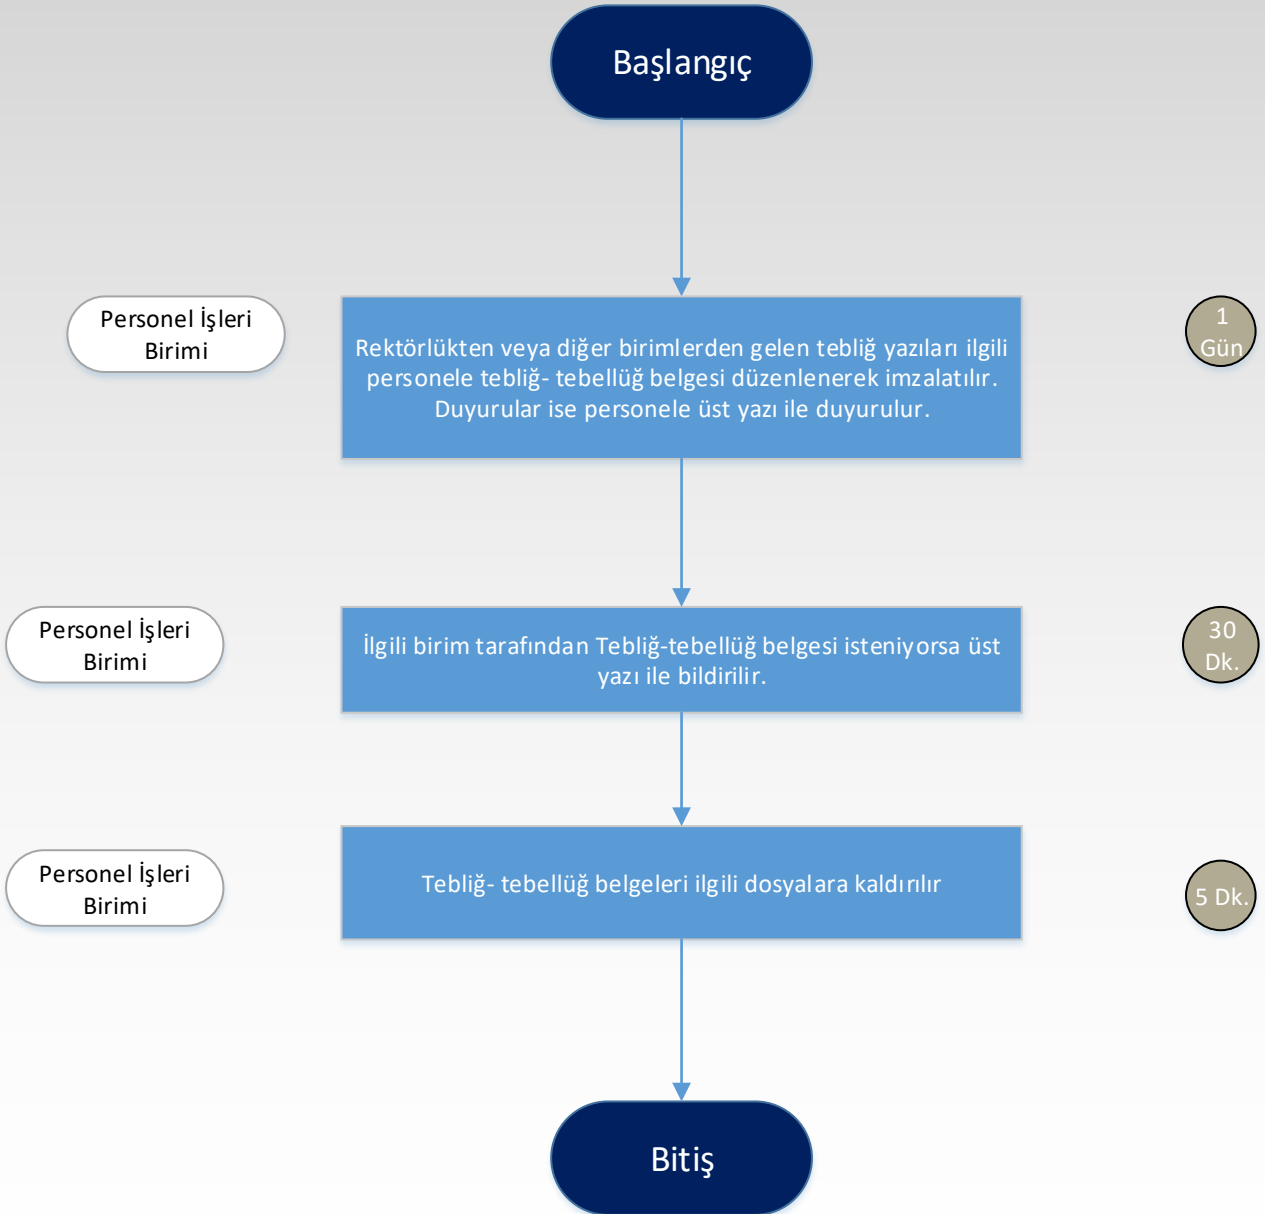 Başlangıç
Personel İşleri
Birimi
Rektörlükten veya diğer birimlerden gelen tebliğ yazıları ilgili
personele tebliğ- tebellüğ belgesi düzenlenerek imzalatılır.
Duyurular ise personele üst yazı ile duyurulur.
1
Gün
Personel İşleri
Birimi
İlgili birim tarafından Tebliğ-tebellüğ belgesi isteniyorsa üst
yazı ile bildirilir.
30
Dk.
Personel İşleri
Birimi
Tebliğ- tebellüğ belgeleri ilgili dosyalara kaldırılır
5 Dk.
Bitiş